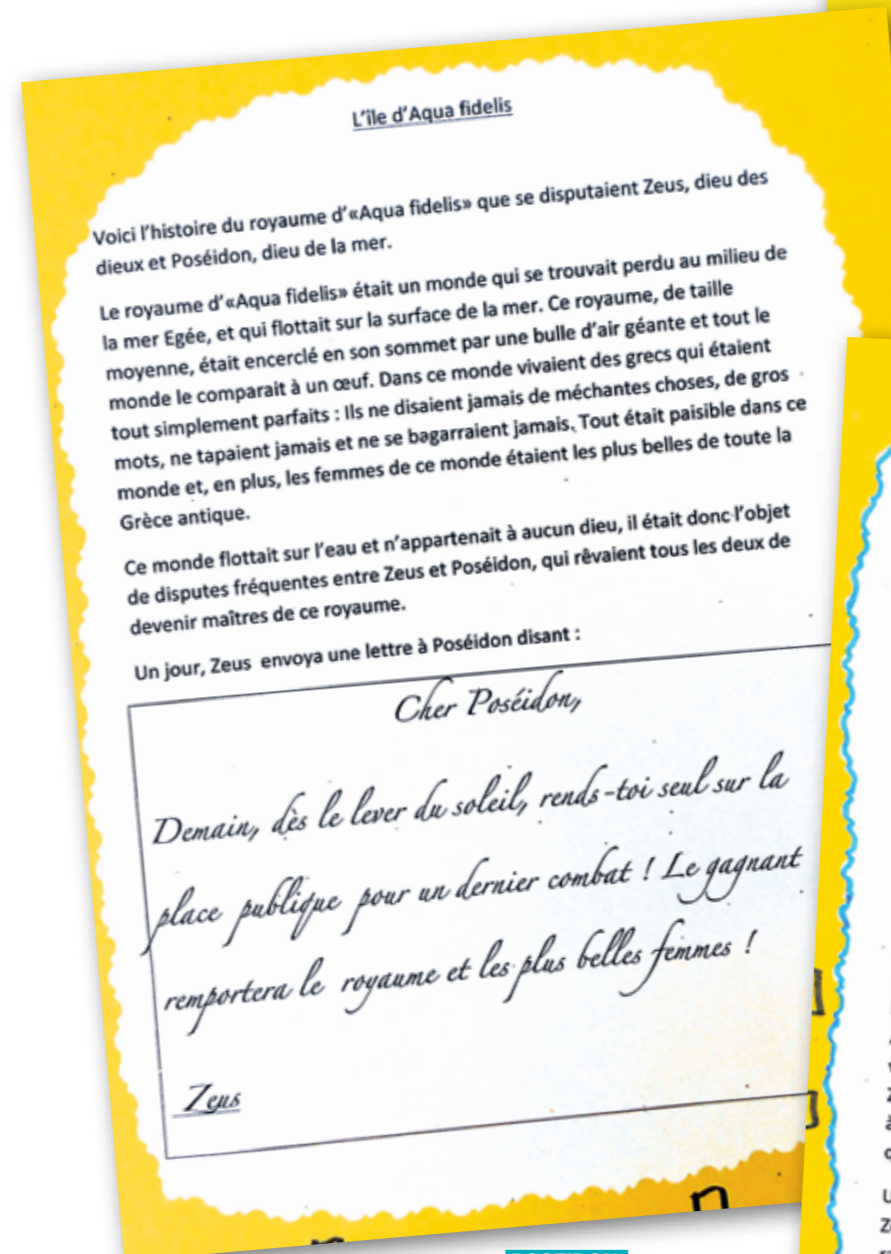 L'île d'Aqua fidelis
Voici l'histoire du royaume d'«Aqua fidelis» que se disputaient Zeus, dieu des
dieux et Poséidon, dieu de la mer.
Le royaume d'«Aqua fidelis» était un monde qui se trouvait perdu au milieu de
la mer Egée, et qui flottait sur la surface de la mer. Ce royaume, de taille
moyenne, était encerclé en son sommet par une bulle d'air géante et tout le
monde le comparait à un œuf. Dans ce monde vivaient des grecs qui étaient
tout simplement parfaits : Ils ne disaient jamais de méchantes choses, de gros
mots, ne tapaient jamais et ne se bagarraient jamais. Tout était paisible dans ce
monde et, en plus, les femmes de ce monde étaient les plus belles de toute la
Grèce antique.
Ce monde flottait sur l'eau et n'appartenait à aucun dieu, il était donc l'objet
de disputes fréquentes entre Zeus et Poséidon, qui rêvaient tous les deux de
devenir maîtres de ce royaume.
Un jour, Zeus envoya une lettre à Poséidon disant :
Cher Poséidon,
Demain, dès le lever du soleil, rends-toi seul sur la
place publique pour un dernier combat ! Le gagnant
remportera le royaume et les plus belles femmes !
Zeus